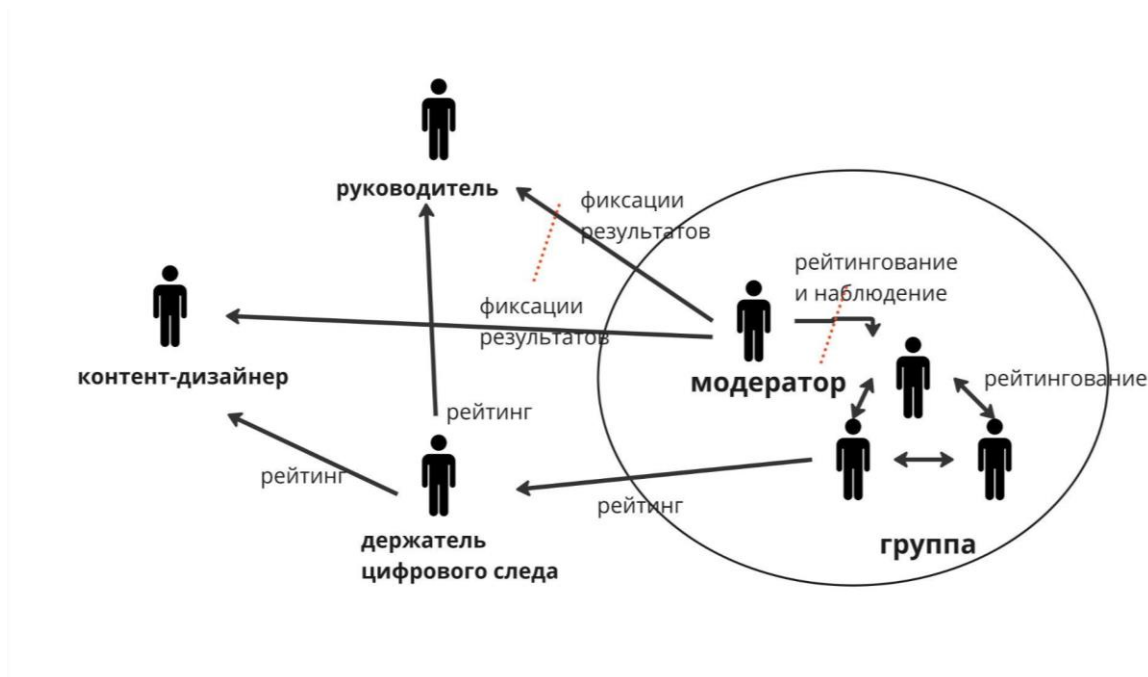 руководитель
фиксации
результатов
рейтингование
и наблюдение
фиксации
результатов
контент-дизайнер
модератор
рейтингование
рейтинг
рейтинг
рейтинг
держатель
цифрового следа
группа